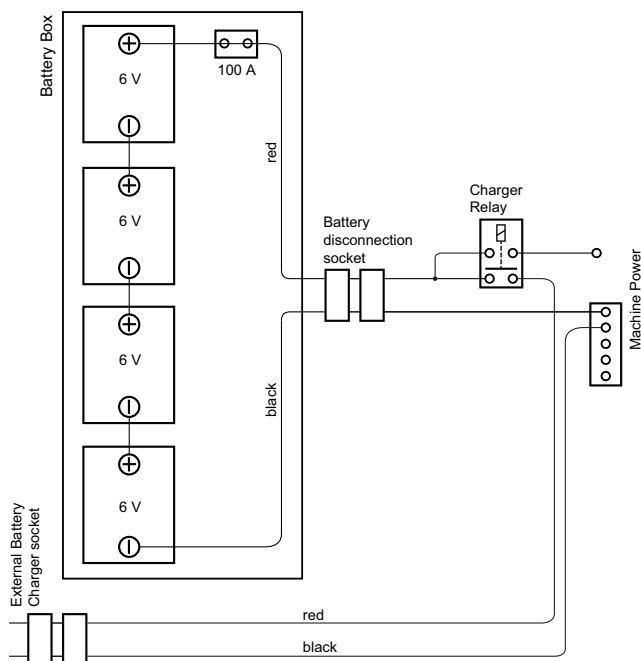 Battery Box
6 V
100 A
red
6 V
Battery
disconnection
socket
Charger
Relay
Machine Power
6 V
black
6 V
External Battery
Charger socket
red
black